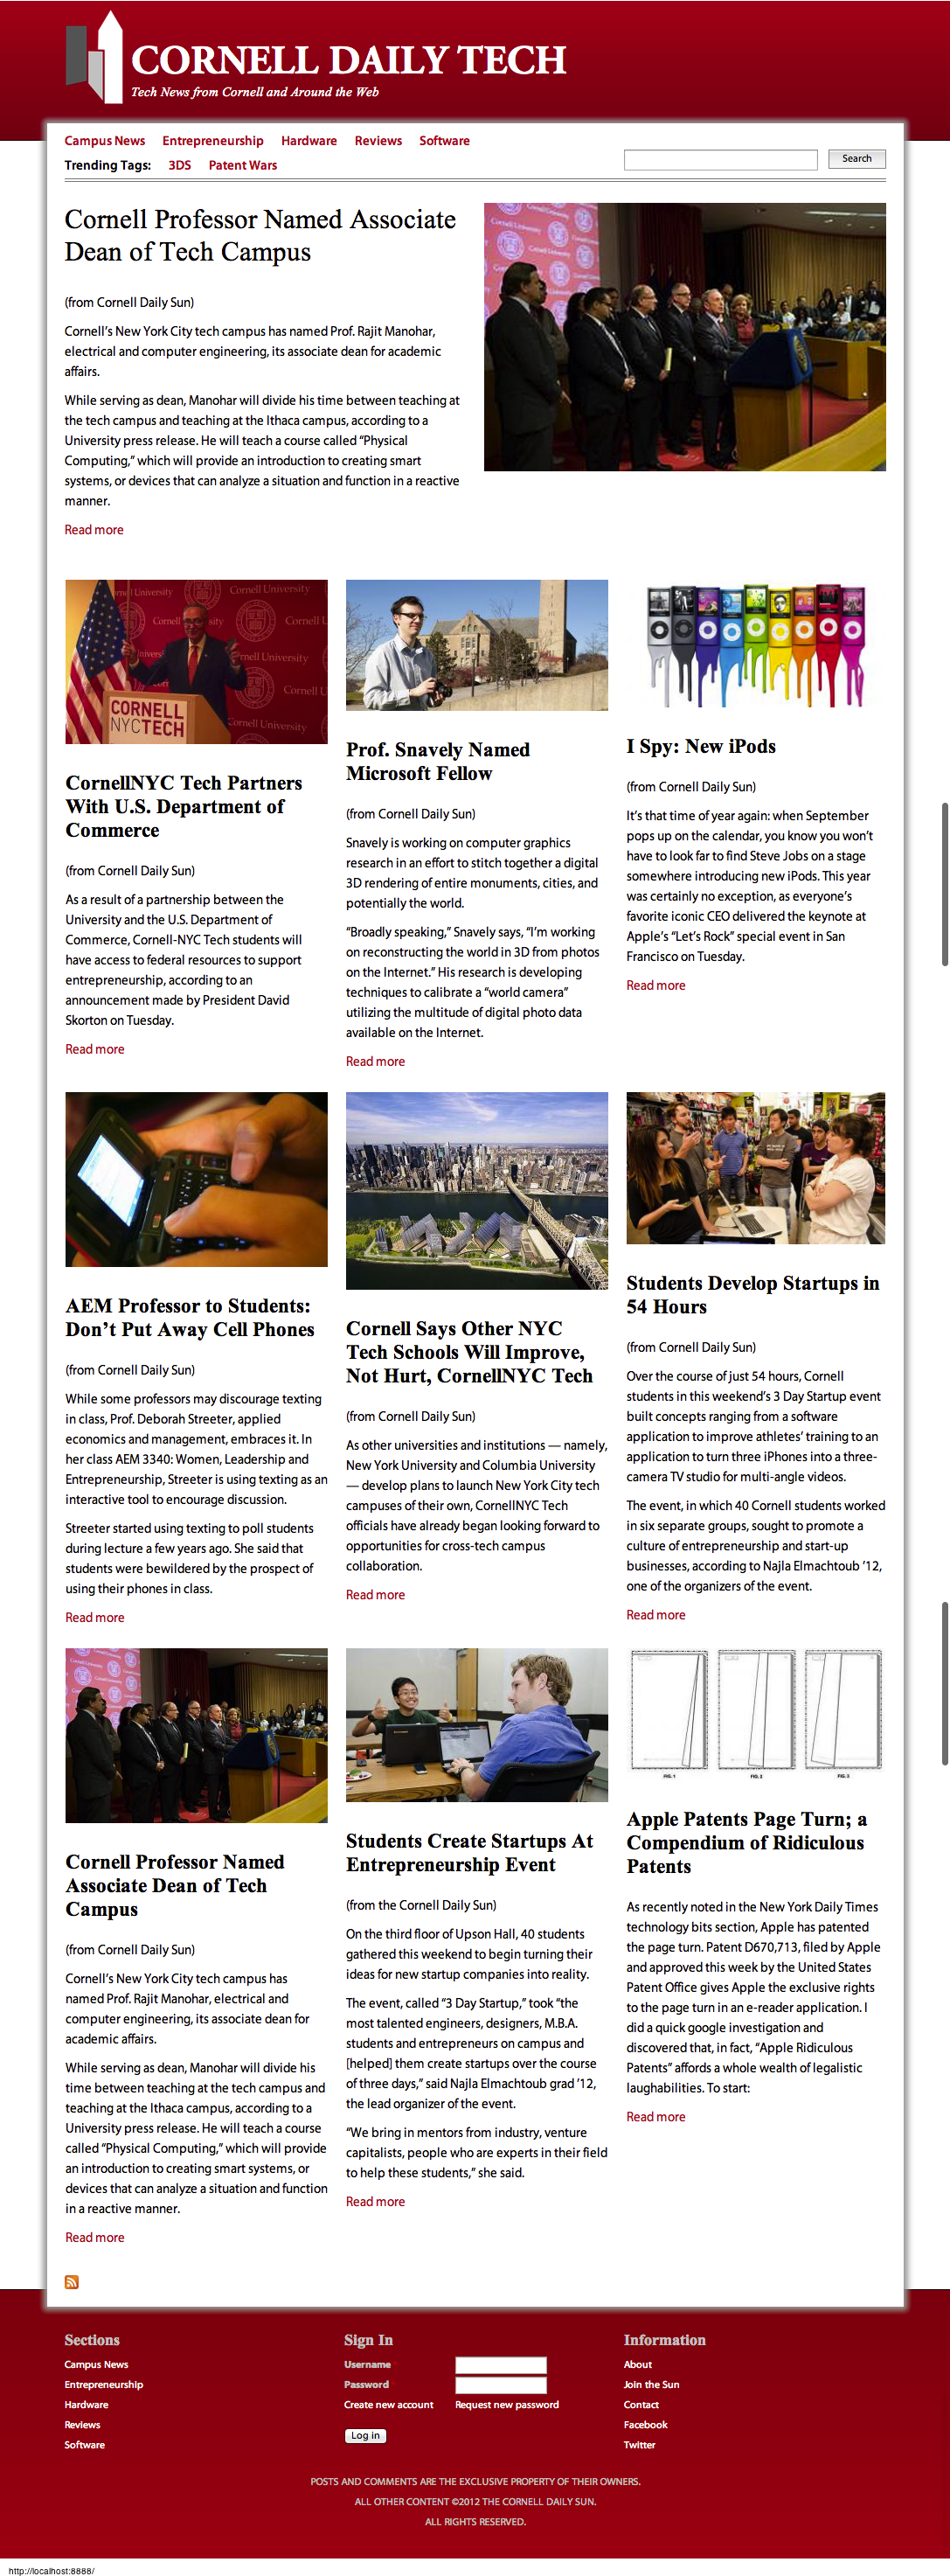 CORNELL DAILY TECH
Tech News from Cornell and Around the Web
Campus News Entrepreneurship Hardware Reviews Software
Trending Tags: 3DS Patent Wars
Search
Cornell Professor Named Associate
Dean of Tech Campus
(from Cornell Daily Sun)
Cornell’s New York City tech campus has named Prof. Rajit Manohar,
electrical and computer engineering, its associate dean for academic
affairs.
While serving as dean, Manohar will divide his time between teaching at
the tech campus and teaching at the Ithaca campus, according to a
University press release. He will teach a course called “Physical
Computing,” which will provide an introduction to creating smart
systems, or devices that can analyze a situation and function in a reactive
manner.
Read more
Cornell University
CORNELL
NYCTECH
CornellNYC Tech Partners
With U.S. Department of
Commerce
(from Cornell Daily Sun)
As a result of a partnership between the
University and the U.S. Department of
Commerce, Cornell-NYC Tech students will
have access to federal resources to support
entrepreneurship, according to an
announcement made by President David
Skorton on Tuesday.
Read more
Prof. Snavely Named
Microsoft Fellow
(from Cornell Daily Sun)
Snavely is working on computer graphics
research in an effort to stitch together a digital
3D rendering of entire monuments, cities, and
potentially the world.
“Broadly speaking,” Snavely says, “I’m working
on reconstructing the world in 3D from photos
on the Internet.” His research is developing
techniques to calibrate a “world camera”
utilizing the multitude of digital photo data
available on the Internet.
Read more
I Spy: New iPods
(from Cornell Daily Sun)
It’s that time of year again: when September
pops up on the calendar, you know you won’t
have to look far to find Steve Jobs on a stage
somewhere introducing new iPods. This year
was certainly no exception, as everyone’s
favorite iconic CEO delivered the keynote at
Apple’s “Let’s Rock” special event in San
Francisco on Tuesday.
Read more
AEM Professor to Students:
Don’t Put Away Cell Phones
(from Cornell Daily Sun)
While some professors may discourage texting
in class, Prof. Deborah Streeter, applied
economics and management, embraces it. In
her class AEM 3340: Women, Leadership and
Entrepreneurship, Streeter is using texting as an
interactive tool to encourage discussion.
Streeter started using texting to poll students
during lecture a few years ago. She said that
students were bewildered by the prospect of
using their phones in class.
Read more
Cornell Says Other NYC
Tech Schools Will Improve,
Not Hurt, CornellNYC Tech
(from Cornell Daily Sun)
As other universities and institutions — namely,
New York University and Columbia University
— develop plans to launch New York City tech
campuses of their own, CornellNYC Tech
officials have already began looking forward to
opportunities for cross-tech campus
collaboration.
Read more
Students Develop Startups in
54 Hours
(from Cornell Daily Sun)
Over the course of just 54 hours, Cornell
students in this weekend’s 3 Day Startup event
built concepts ranging from a software
application to improve athletes’ training to an
application to turn three iPhones into a three-
camera TV studio for multi-angle videos.
The event, in which 40 Cornell students worked
in six separate groups, sought to promote a
culture of entrepreneurship and start-up
businesses, according to Najla Elmachtoub ’12,
one of the organizers of the event.
Read more
Cornell Professor Named
Associate Dean of Tech
Campus
(from Cornell Daily Sun)
Cornell’s New York City tech campus has
named Prof. Rajit Manohar, electrical and
computer engineering, its associate dean for
academic affairs.
While serving as dean, Manohar will divide his
time between teaching at the tech campus and
teaching at the Ithaca campus, according to a
University press release. He will teach a course
called “Physical Computing,” which will provide
an introduction to creating smart systems, or
devices that can analyze a situation and function
in a reactive manner.
Read more
Students Create Startups At
Entrepreneurship Event
(from the Cornell Daily Sun)
On the third floor of Upson Hall, 40 students
gathered this weekend to begin turning their
ideas for new startup companies into reality.
The event, called “3 Day Startup,” took “the
most talented engineers, designers, M.B.A.
students and entrepreneurs on campus and
[helped] them create startups over the course
of three days,” said Najla Elmachtoub grad ’12,
the lead organizer of the event.
“We bring in mentors from industry, venture
capitalists, people who are experts in their field
to help these students,” she said.
Read more
FIG. 1 FIG. 2 FIG. 3
Apple Patents Page Turn; a
Compendium of Ridiculous
Patents
As recently noted in the New York Daily Times
technology bits section, Apple has patented
the page turn. Patent D670,713, filed by Apple
and approved this week by the United States
Patent Office gives Apple the exclusive rights
to the page turn in an e-reader application. I
did a quick google investigation and
discovered that, in fact, “Apple Ridiculous
Patents” affords a whole wealth of legalistic
laughabilities. To start:
Read more
Sections
Campus News
Entrepreneurship
Hardware
Reviews
Software
Sign In
Username
Password
Create new account Request new password
Log in
Information
About
Join the Sun
Contact
Facebook
Twitter
POSTS AND COMMENTS ARE THE EXCLUSIVE PROPERTY OF THEIR OWNERS.
ALL OTHER CONTENT ©2012 THE CORNELL DAILY SUN.
ALL RIGHTS RESERVED.
http://localhost:8888/